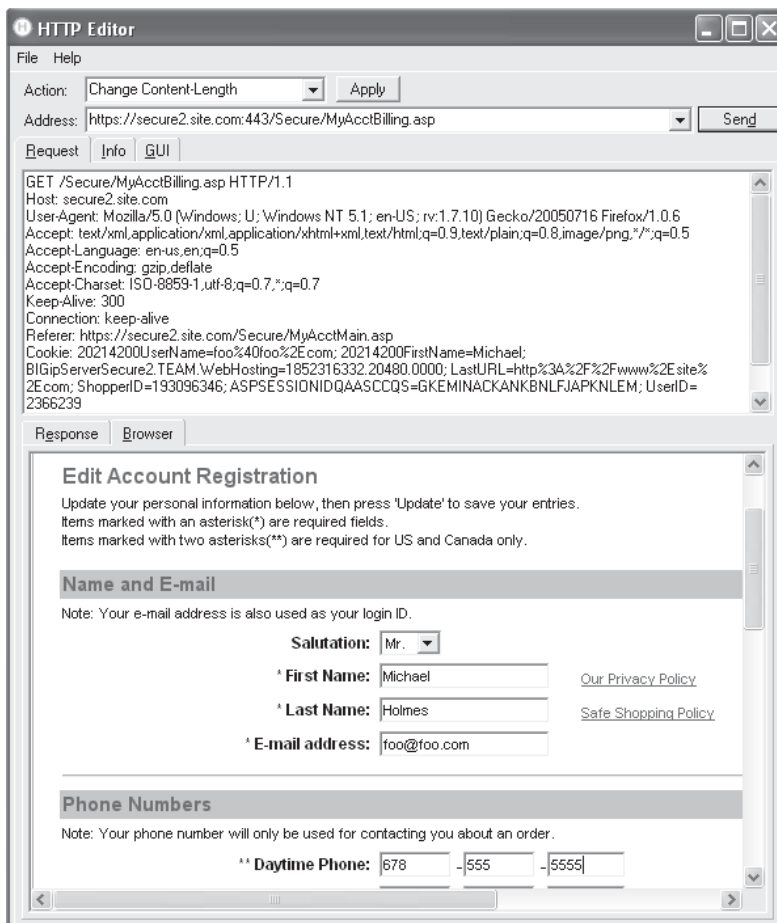 HTTP Editor
File Help
Action: Change Content-Length Apply
Address: https://secure2.site.com:443/Secure/MyAcctBilling.asp Send
Request Info GUI
GET /Secure/MyAcctBilling.asp HTTP/1.1
Host: secure2.site.com
User-Agent: Mozilla/5.0 (Windows; U; Windows NT 5.1; en-US; rv:1.7.10) Gecko/20050716 Firefox/1.0.6
Accept: text/xml,application/xml,application/xhtml+xml,text/html;q=0.9,text/plain;q=0.8,image/png,*/*;q=0.5
Accept-Language: en-us,en;q=0.5
Accept-Encoding: gzip,deflate
Accept-Charset: ISO-8859-1,utf-8;q=0.7,*;q=0.7
Keep-Alive: 300
Connection: keep-alive
Referer: https://secure2.site.com/Secure/MyAcctMain.asp
Cookie: 20214200UserName=foo%40foo%2Ecom; 20214200FirstName=Michael;
BIGipServerSecure2.TEAM.WebHosting=1852316332.20480.0000; LastURL=http%3A%2F%2Fwww%2Esite%
2Ecom; ShopperID=193096346; ASPSESSIONIDQAASCCQS=GKEMINACKANKBNLFJAPKNLEM; UserID=
2366239
Response Browser
Edit Account Registration
Update your personal information below, then press 'Update' to save your entries.
Items marked with an asterisk(*) are required fields.
Items marked with two asterisks(**) are required for US and Canada only.
Name and E-mail
Note: Your e-mail address is also used as your login ID.
Salutation: Mr.
* First Name: Michael Our Privacy Policy
* Last Name: Holmes Safe Shopping Policy
* E-mail address: foo@foo.com
Phone Numbers
Note: Your phone number will only be used for contacting you about an order.
** Daytime Phone: 678 - 555 - 5555